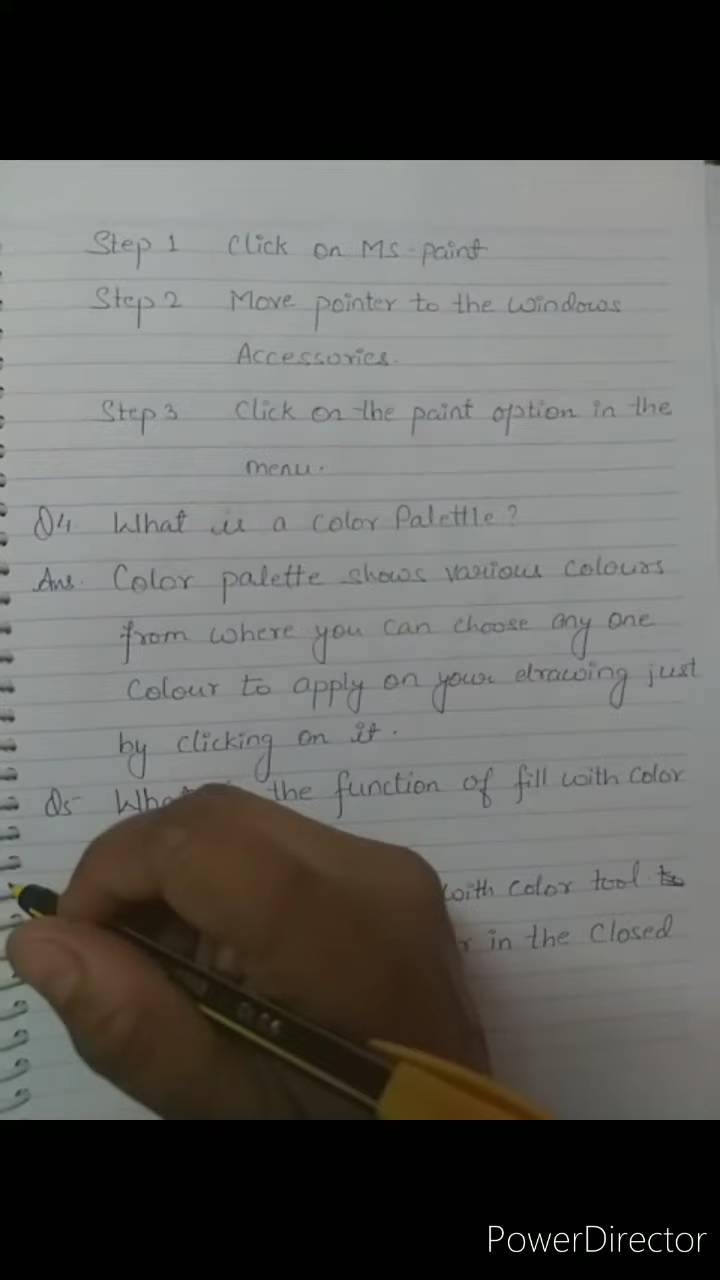 Step 1 Click on MS-paint
Step 2 Move pointer to the windows
Accessories.
Step 3 Click on the paint option in the
menu.
Q4 What is a color Palettle?
Ans. Color palette shows various colours
from where you can choose any one
colour to apply on your drawing just
by clicking on it.
Q5 What the function of fill with color
with color tool to
in the closed
PowerDirector